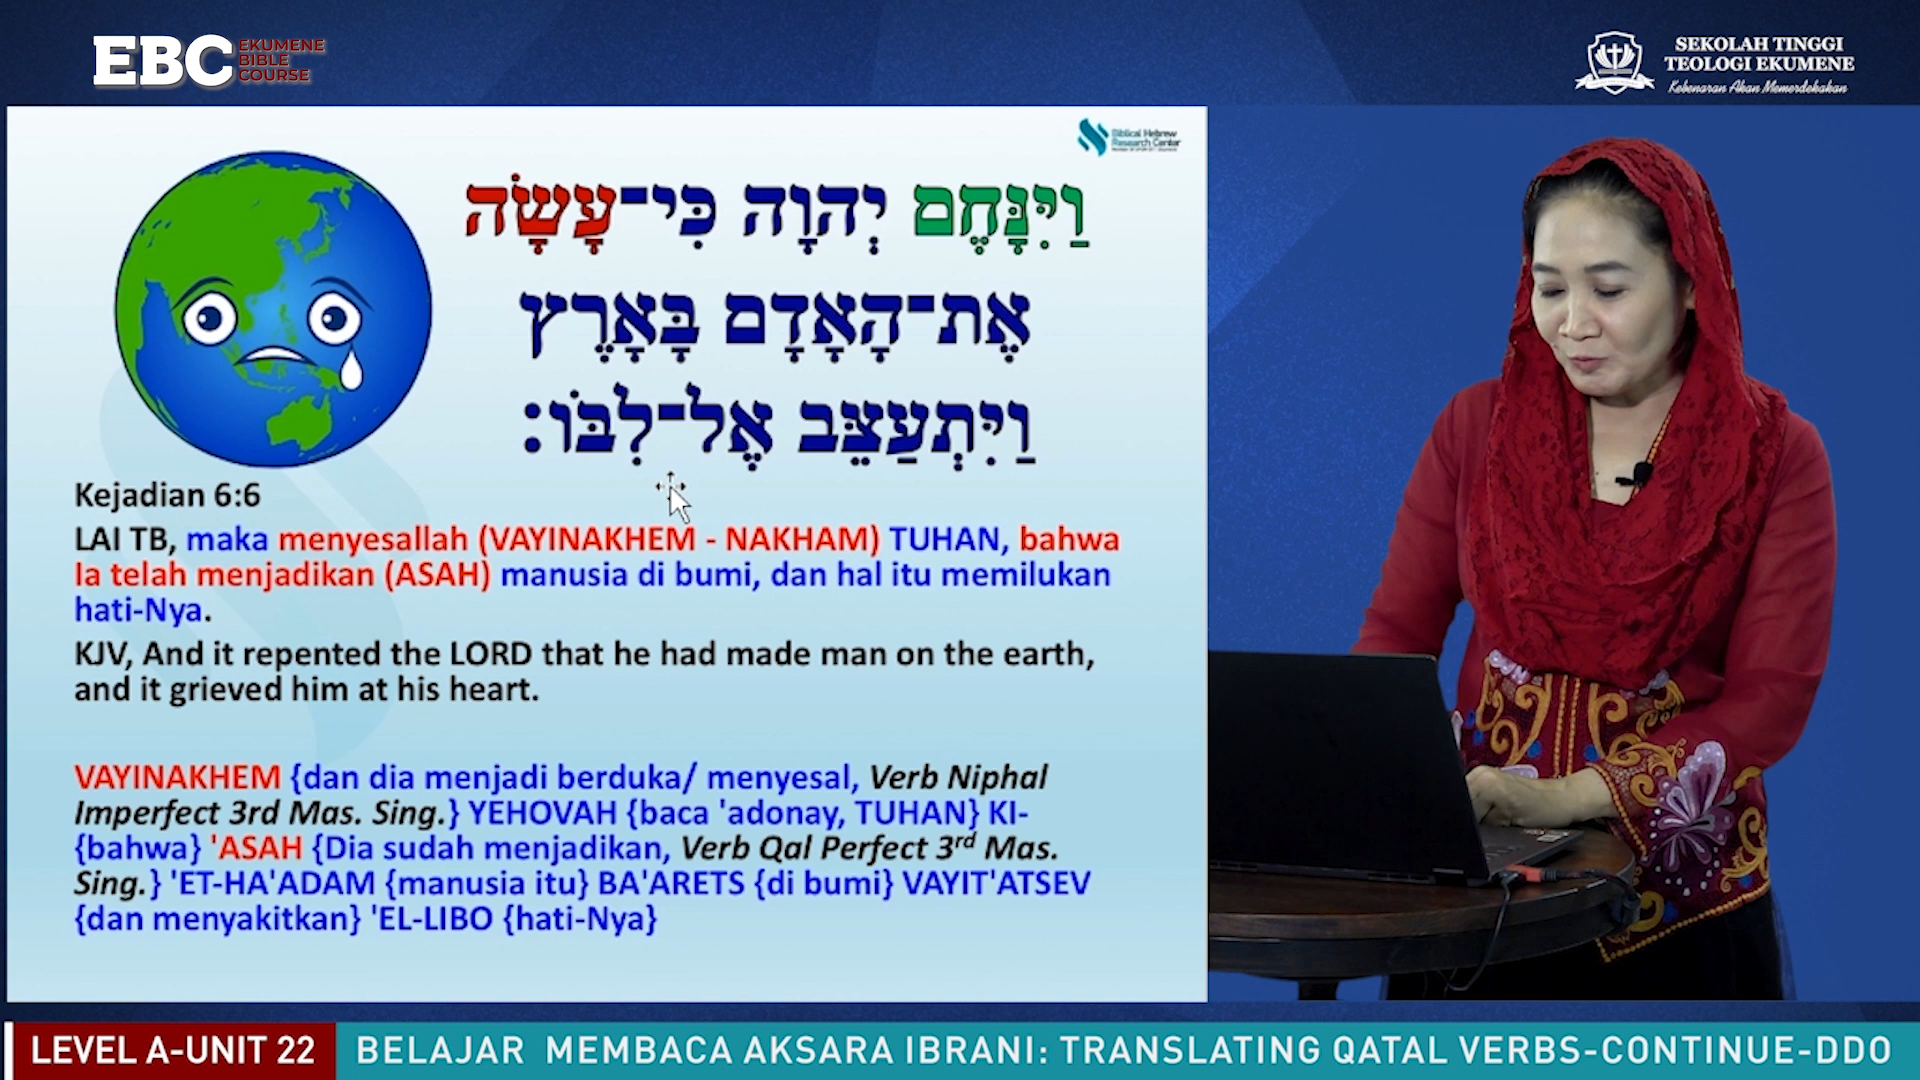 EBC
EKUMENE
BIBLE
COURSE
SEKOLAH TINGGI
TEOLOGI EKUMENE
Kebenaran Akan Memerdekakan
Biblical Hebrew
Research Center
וַיִּנָּחֶם יְהוָה כִּי־עָשָׂה
אֶת־הָאָדָם בָּאָרֶץ
וַיִּתְעַצֵּב אֶל־לִבּוֹ׃
Kejadian 6:6
LAI TB, maka menyesallah (VAYINAKHEM - NAKHAM) TUHAN, bahwa
Ia telah menjadikan (ASAH) manusia di bumi, dan hal itu memilukan
hati-Nya.
KJV, And it repented the LORD that he had made man on the earth,
and it grieved him at his heart.
VAYINAKHEM {dan dia menjadi berduka/ menyesal, Verb Niphal
Imperfect 3rd Mas. Sing.} YEHOVAH {baca 'adonay, TUHAN} KI-
{bahwa} 'ASAH {Dia sudah menjadikan, Verb Qal Perfect 3rd Mas.
Sing.} 'ET-HA'ADAM {manusia itu} BA'ARETS {di bumi} VAYIT'ATSEV
{dan menyakitkan} 'EL-LIBO {hati-Nya}
LEVEL A-UNIT 22
BELAJAR MEMBACA AKSARA IBRANI: TRANSLATING QATAL VERBS-CONTINUE-DDO